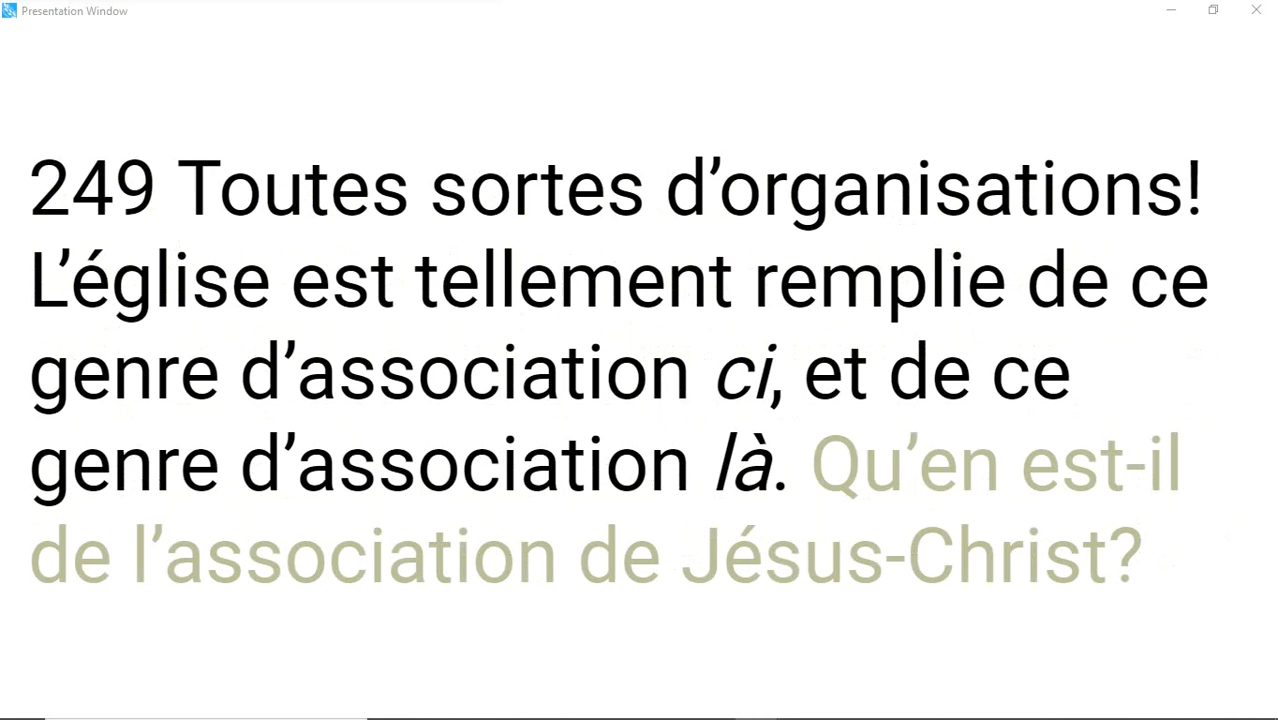 Presentation Window
249 Toutes sortes d’organisations!
L’église est tellement remplie de ce
genre d’association ci, et de ce
genre d’association là. Qu’en est-il
de l’association de Jésus-Christ?